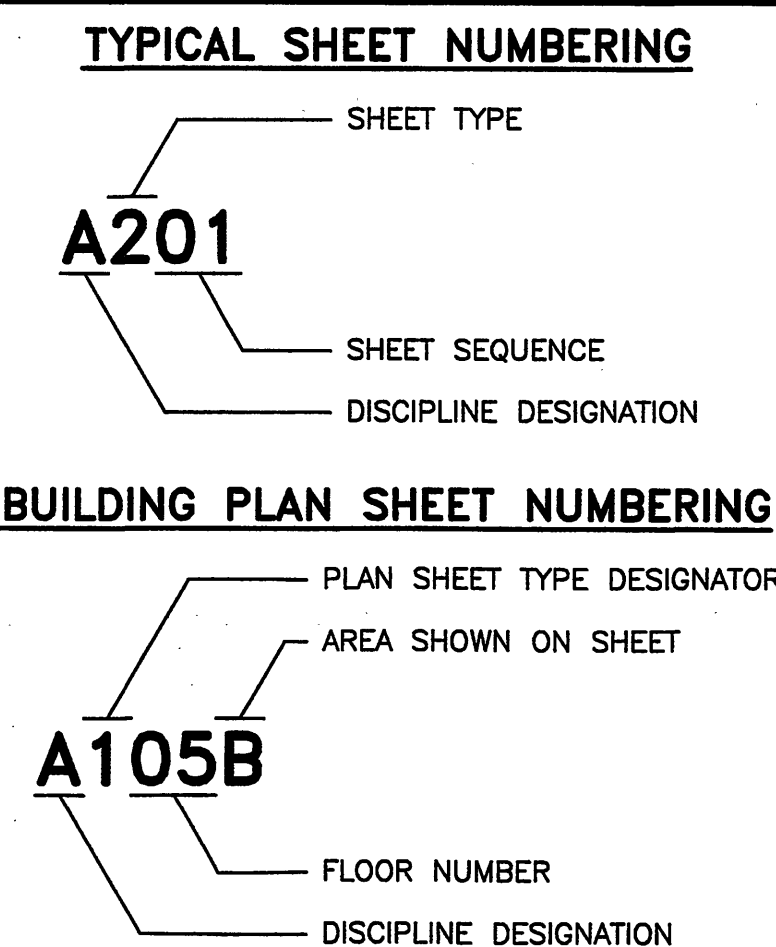 TYPICAL SHEET NUMBERING
SHEET TYPE
A201
SHEET SEQUENCE
DISCIPLINE DESIGNATION
BUILDING PLAN SHEET NUMBERING
PLAN SHEET TYPE DESIGNATOR
AREA SHOWN ON SHEET
A105B
FLOOR NUMBER
DISCIPLINE DESIGNATION